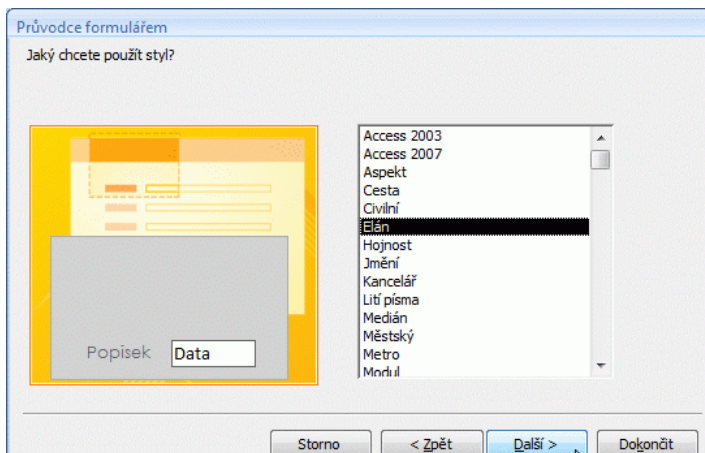 Průvodce formulářem
Jaký chcete použít styl?
Access 2003
Access 2007
Aspekt
Cesta
Civilní
Elán
Hojnost
Jmění
Kancelář
Lití písma
Medián
Městský
Metro
Modul
Popisek Data
Storno < Zpět Další > Dokončit